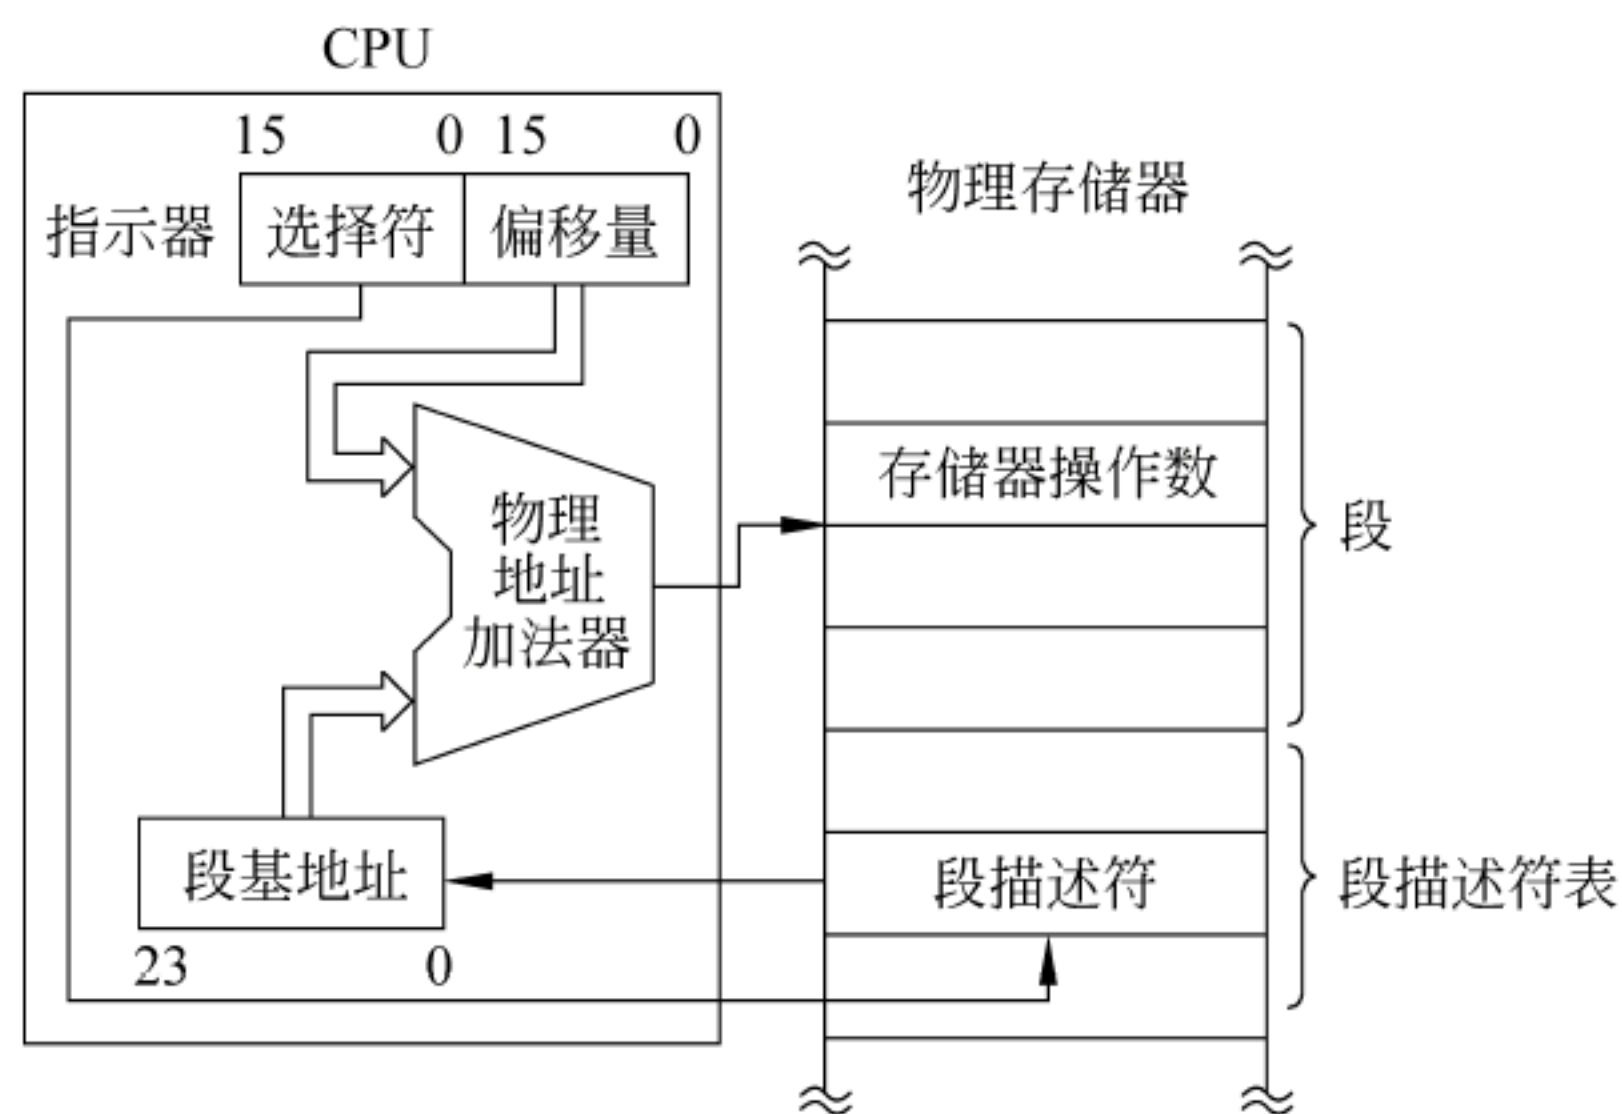 CPU
15 0 15 0
指示器 选择符 偏移量
物理存储器
存储器操作数
段
物理
地址
加法器
段基地址
段描述符
段描述符表
23 0